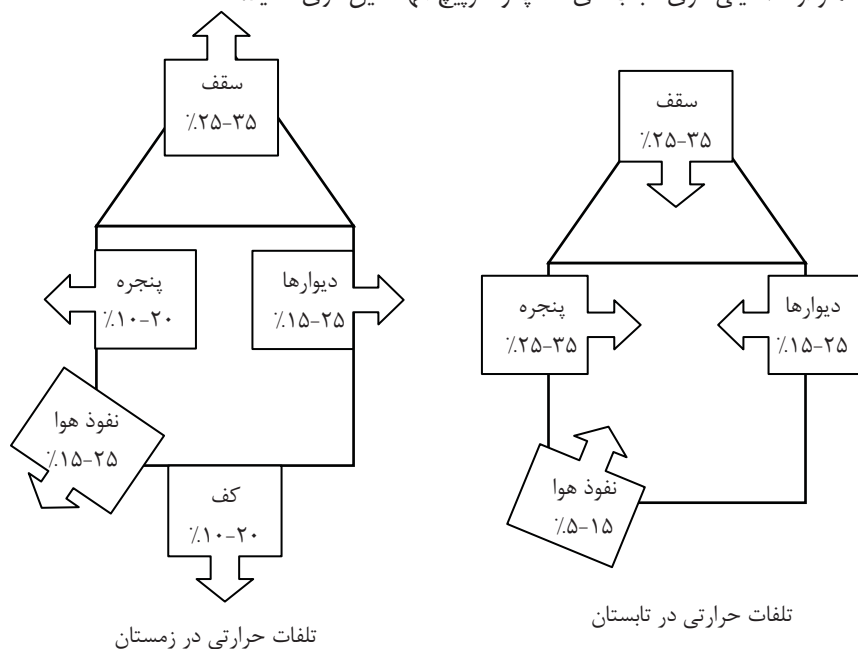 سقف
٪۲۵-۳۵
پنجره
٪۱۰-۲۰
دیوارها
٪۱۵-۲۵
نفوذ هوا
٪۱۵-۲۵
کف
٪۱۰-۲۰
تلفات حرارتی در زمستان
سقف
٪۲۵-۳۵
پنجره
٪۲۵-۳۵
دیوارها
٪۱۵-۲۵
نفوذ هوا
٪۵-۱۵
تلفات حرارتی در تابستان